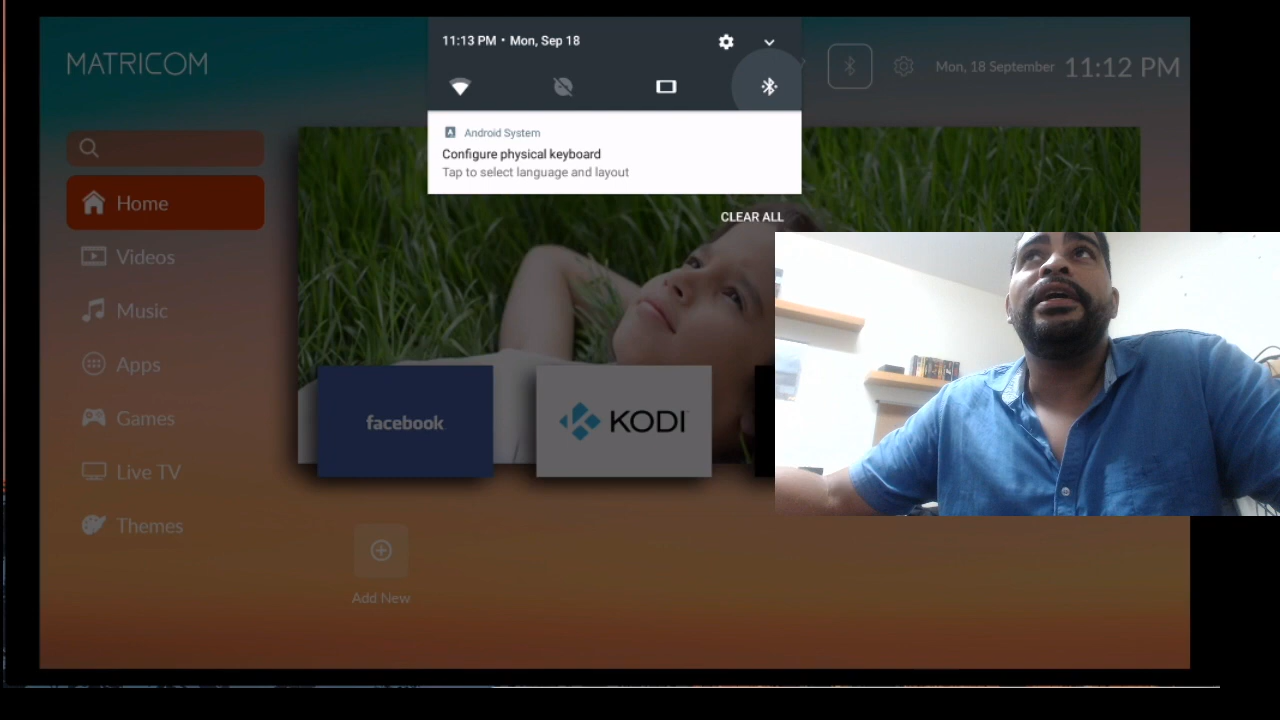 MATRICOM
11:13 PM • Mon, Sep 18
Mon, 18 September 11:12 PM
Android System
Configure physical keyboard
Tap to select language and layout
CLEAR ALL
Home
Videos
Music
Apps
Games
Live TV
Themes
facebook
KODI
Add New